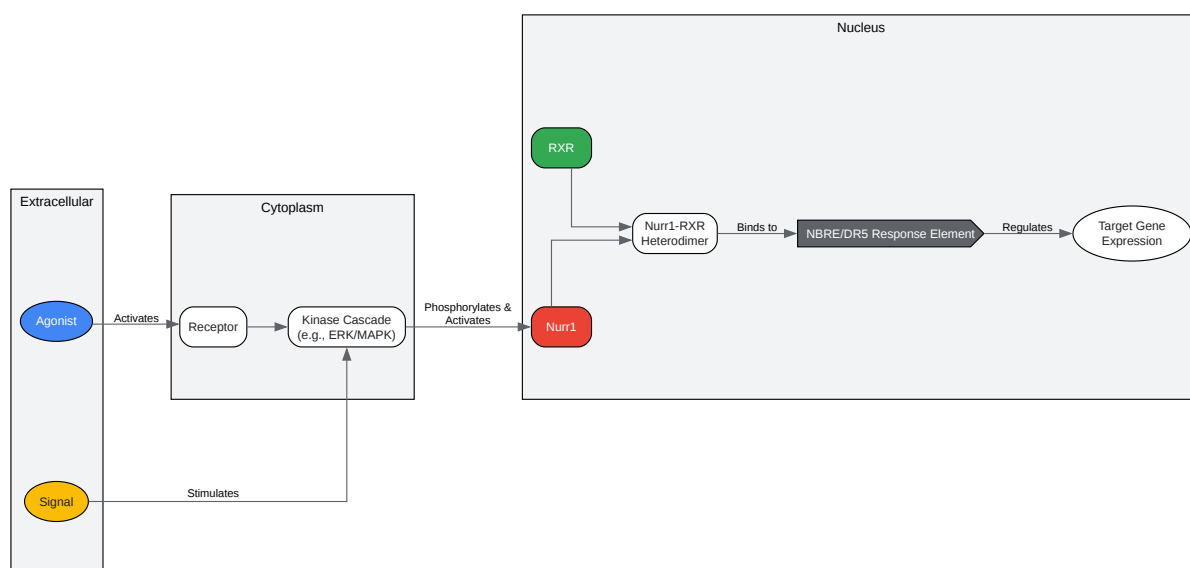 Nucleus
RXR
Extracellular
Cytoplasm
Nurr1-RXR
Heterodimer
Binds to
NBRE/DR5 Response Element
Regulates
Target Gene
Expression
Agonist
Activates
Receptor
Kinase Cascade
(e.g., ERK/MAPK)
Phosphorylates &
Activates
Nurr1
Signal
Stimulates